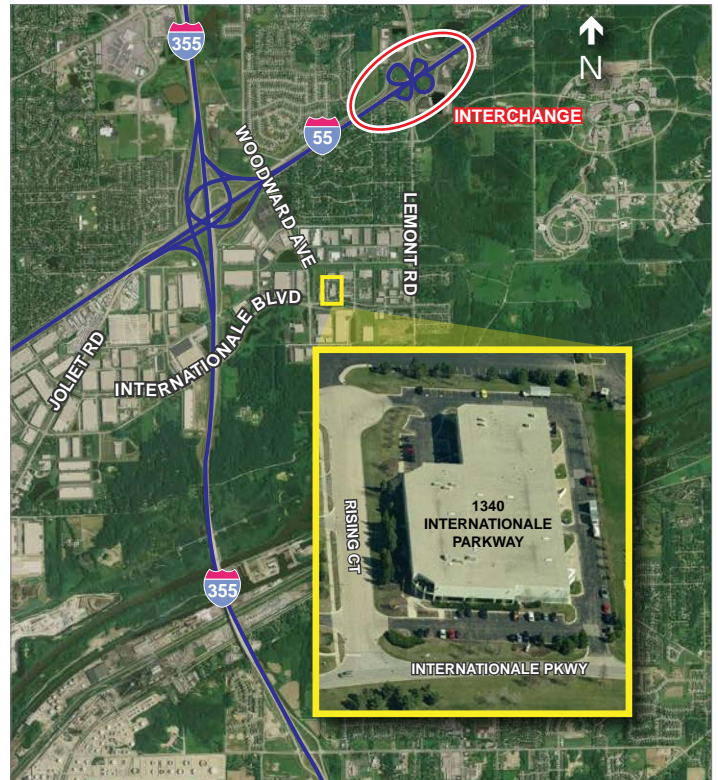 355
N
INTERCHANGE
55
WOODWARD AVE
LEMONT RD
INTERNATIONALE BLVD
JOLIET RD
1340
INTERNATIONALE
PARKWAY
RISING CT
355
INTERNATIONALE PKWY